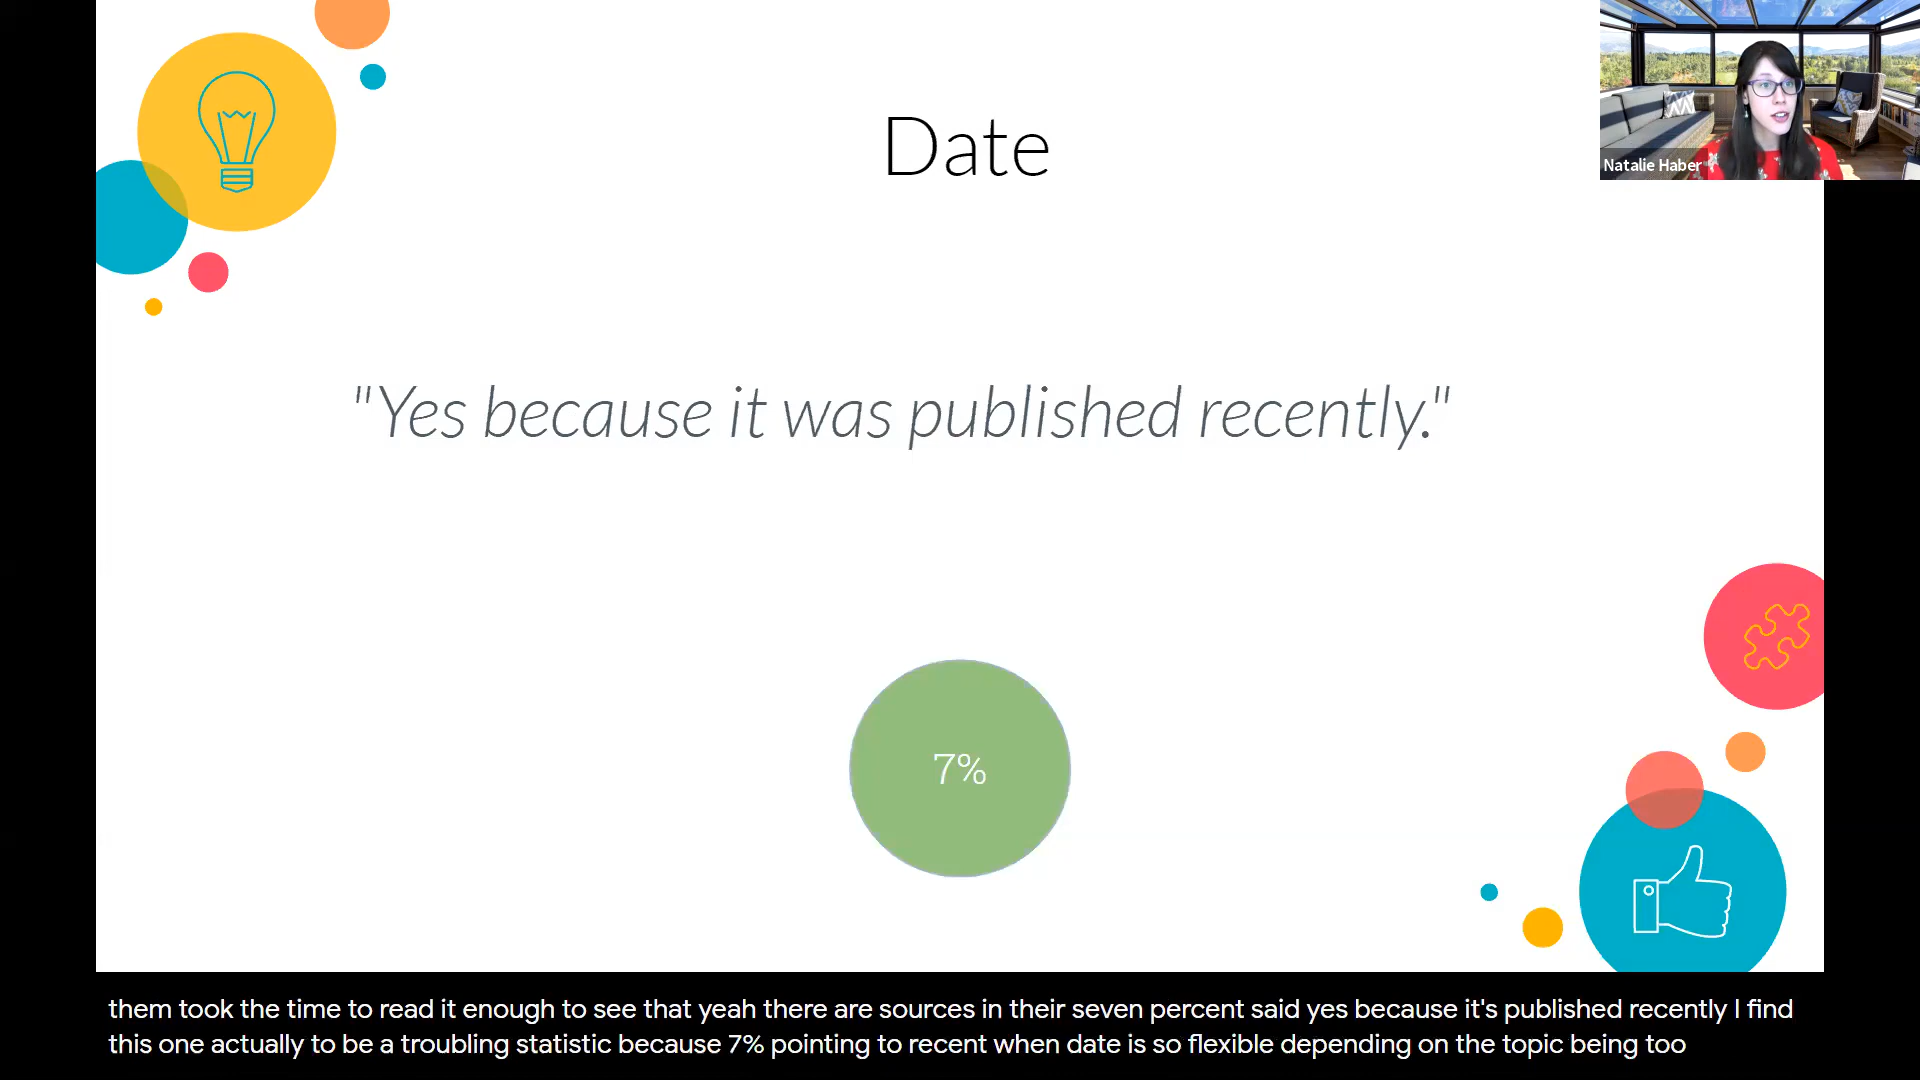 Date
Natalie Haber
"Yes because it was published recently."
7%
them took the time to read it enough to see that yeah there are sources in their seven percent said yes because it's published recently I find
this one actually to be a troubling statistic because 7% pointing to recent when date is so flexible depending on the topic being too